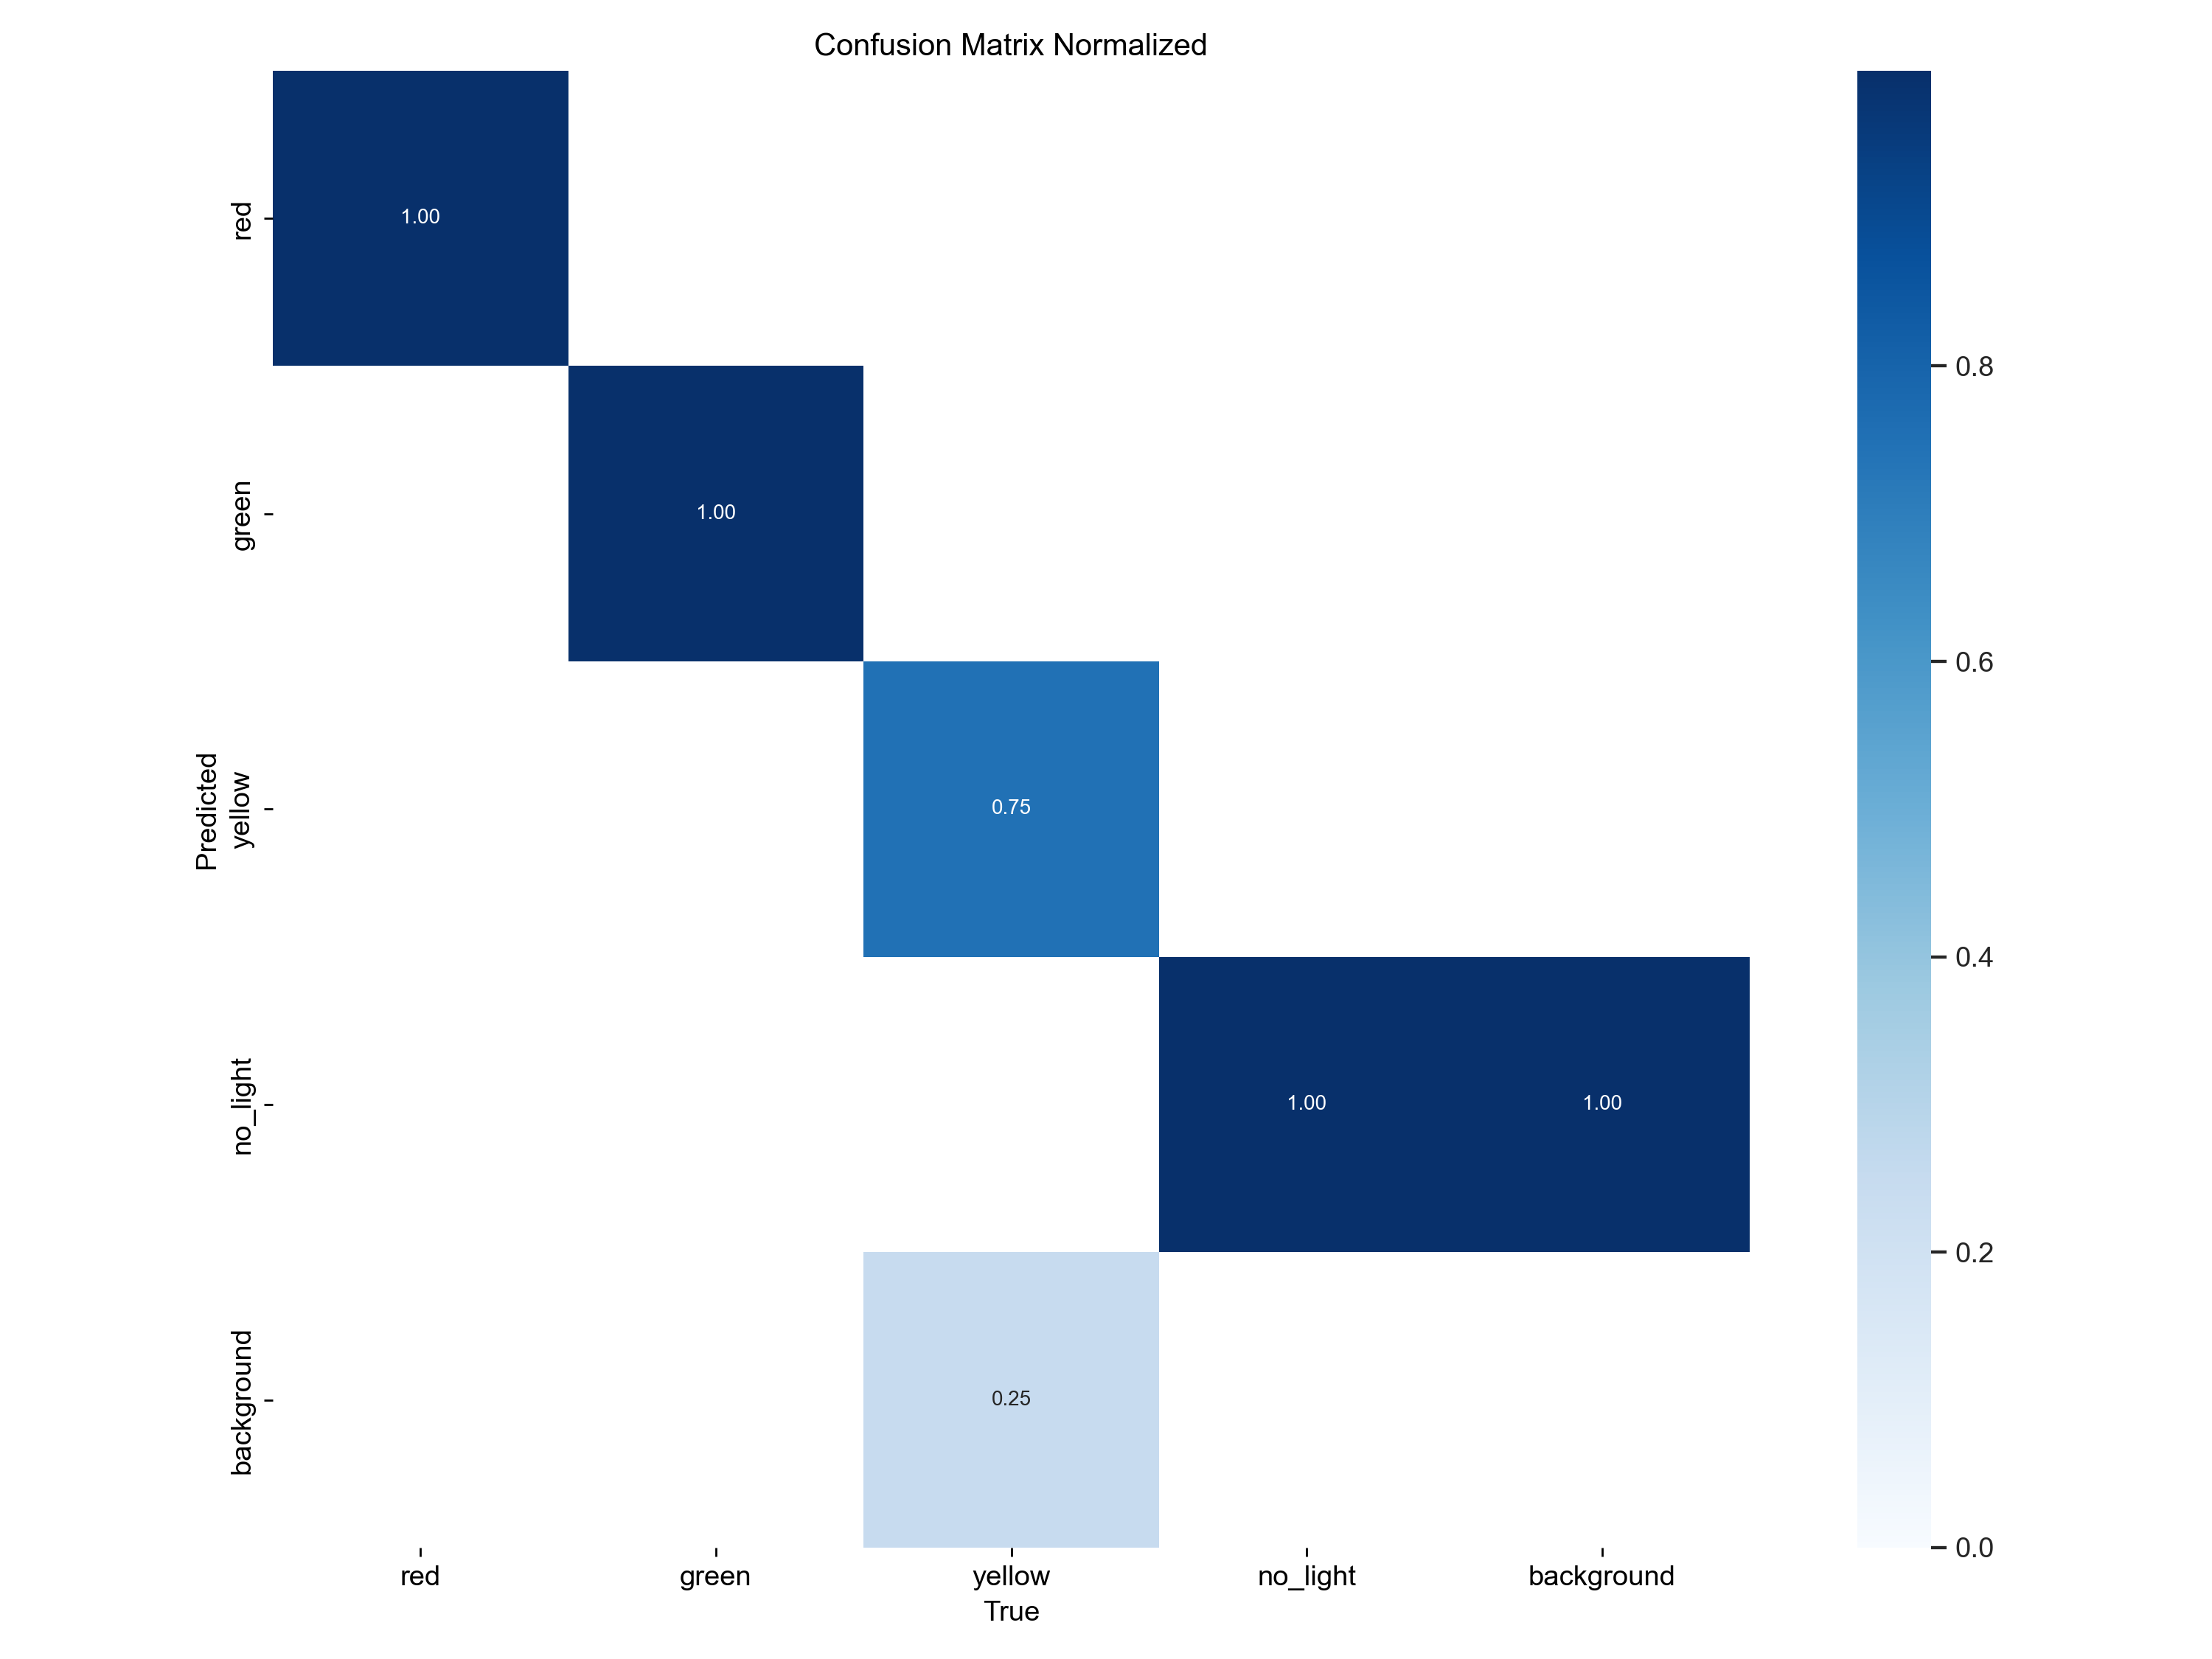 Confusion Matrix Normalized
red
1.00
green
1.00
0.8
0.6
Predicted
yellow
0.75
0.4
no_light
1.00 1.00
0.2
background
0.25
0.0
red green yellow no_light background
True